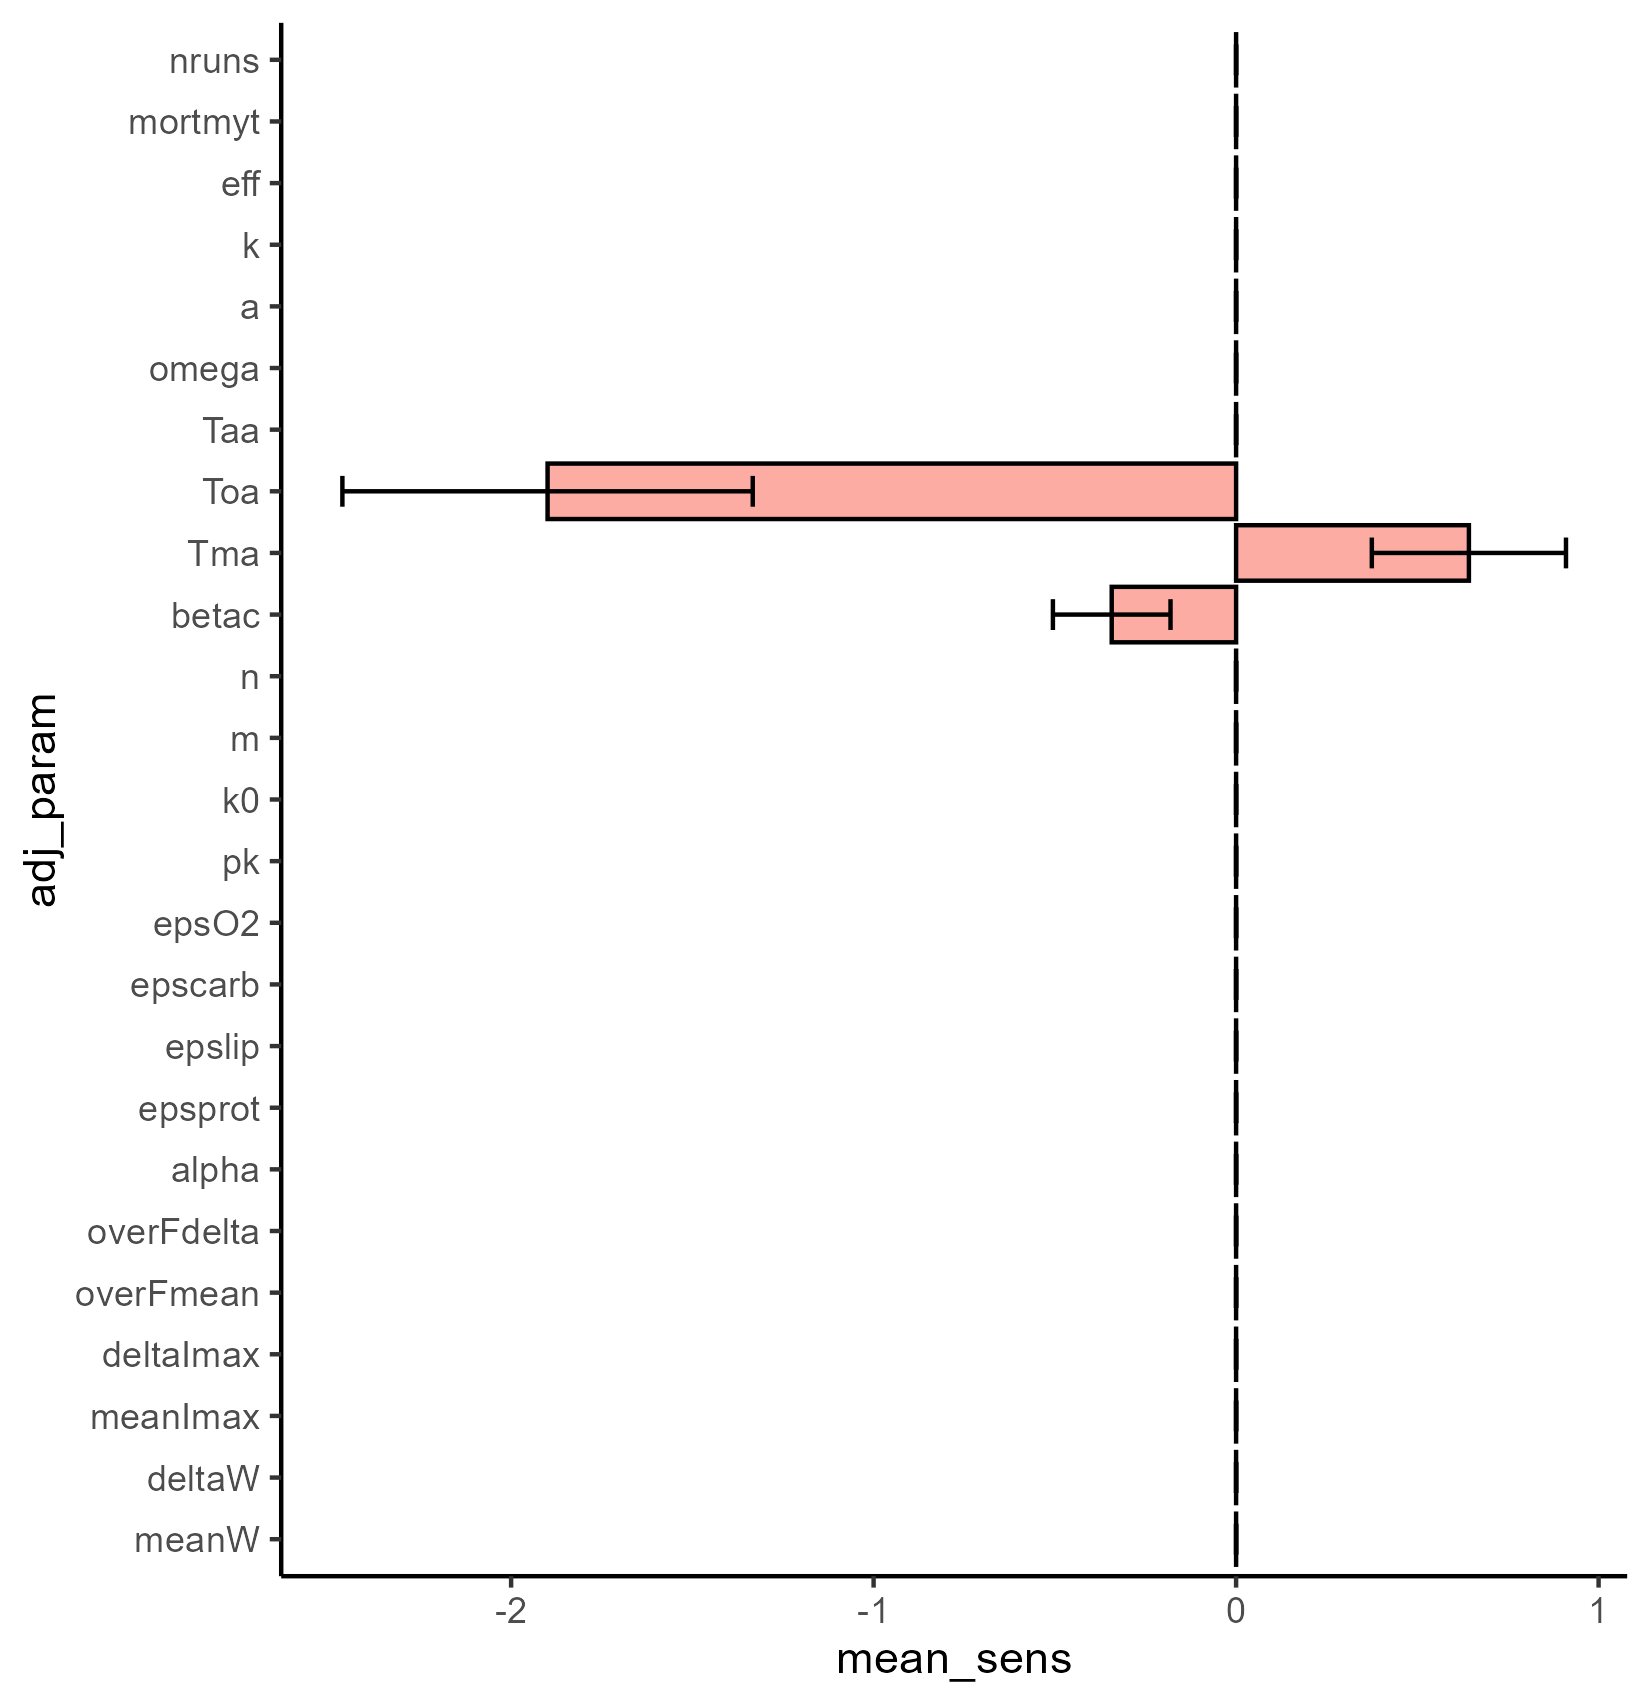 nruns
mortmyt
eff
k
a
omega
Taa
Toa
Tma
betac
n
m
k0
pk
epsO2
epscarb
epslip
epsprot
alpha
overFdelta
overFmean
deltaImax
meanImax
deltaW
meanW
adj_param
-2 -1 0 1
mean_sens